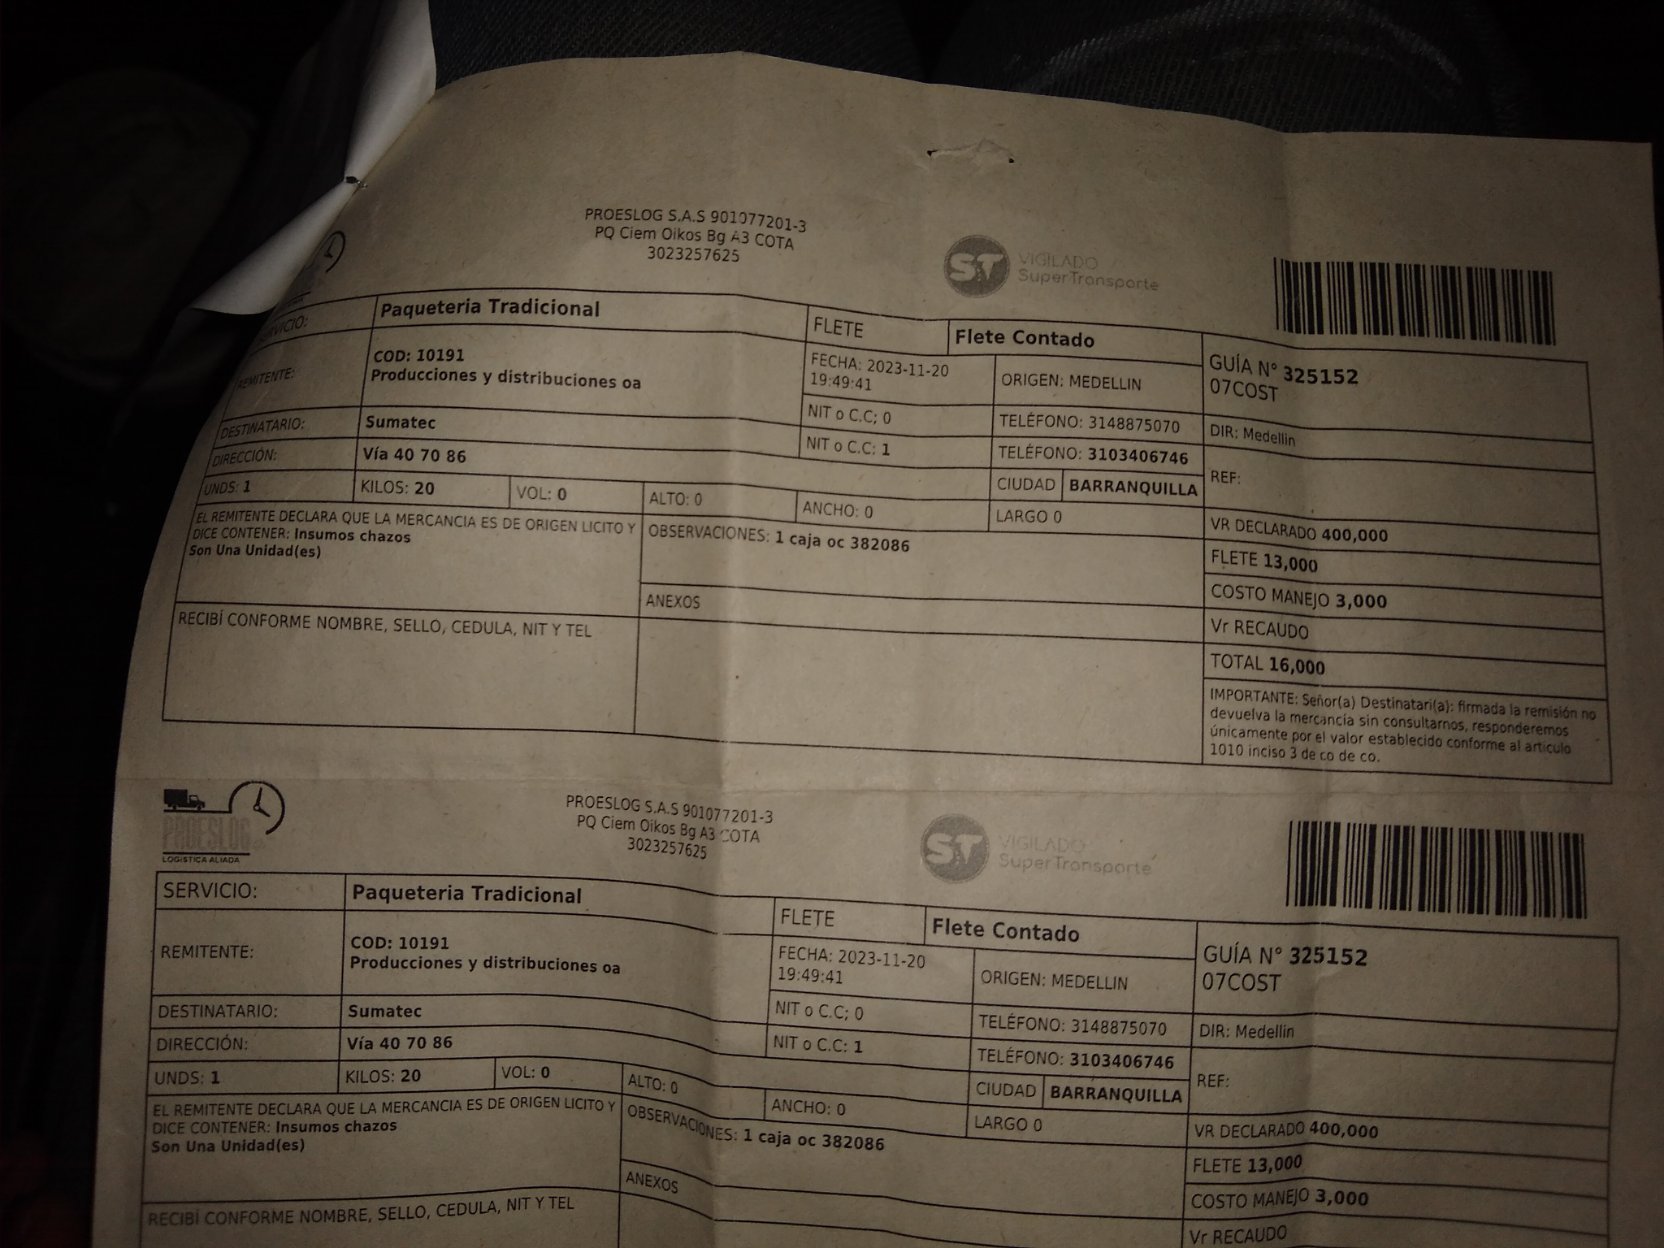 PROESLOG S.A.S 901077201-3
PQ Ciem Oikos Bg A3 COTA
3023257625
ST VIGILADO
SuperTransporte
SERVICIO: Paqueteria Tradicional FLETE Flete Contado
REMITENTE: COD: 10191
Producciones y distribuciones oa
FECHA: 2023-11-20
19:49:41
ORIGEN: MEDELLIN
GUÍA N° 325152
07COST
NIT o C.C; 0
DESTINATARIO: Sumatec
TELÉFONO: 3148875070
DIR: Medellin
NIT o C.C: 1
DIRECCIÓN: Vía 40 70 86
TELÉFONO: 3103406746
REF:
UNDS: 1 KILOS: 20 VOL: 0 ALTO: 0 ANCHO: 0
CIUDAD BARRANQUILLA
LARGO 0
VR DECLARADO 400,000
EL REMITENTE DECLARA QUE LA MERCANCIA ES DE ORIGEN LICITO Y
DICE CONTENER: Insumos chazos
Son Una Unidad(es)
OBSERVACIONES: 1 caja oc 382086
FLETE 13,000
COSTO MANEJO 3,000
ANEXOS
Vr RECAUDO
RECIBÍ CONFORME NOMBRE, SELLO, CEDULA, NIT Y TEL
TOTAL 16,000
IMPORTANTE: Señor(a) Destinatari(a): firmada la remisión no
devuelva la mercancía sin consultarnos, responderemos
únicamente por el valor establecido conforme al artículo
1010 inciso 3 de co de co.
PROESLOG
LOGISTICA ALIADA
PROESLOG S.A.S 901077201-3
PQ Ciem Oikos Bg A3 COTA
3023257625
ST VIGILADO
SuperTransporte
SERVICIO: Paqueteria Tradicional FLETE Flete Contado
REMITENTE: COD: 10191
Producciones y distribuciones oa
FECHA: 2023-11-20
19:49:41
ORIGEN: MEDELLIN
GUÍA N° 325152
07COST
NIT o C.C; 0
DESTINATARIO: Sumatec
TELÉFONO: 3148875070
DIR: Medellin
NIT o C.C: 1
DIRECCIÓN: Vía 40 70 86
TELÉFONO: 3103406746
REF:
UNDS: 1 KILOS: 20 VOL: 0 ALTO: 0 ANCHO: 0
CIUDAD BARRANQUILLA
LARGO 0
VR DECLARADO 400,000
EL REMITENTE DECLARA QUE LA MERCANCIA ES DE ORIGEN LICITO Y
DICE CONTENER: Insumos chazos
Son Una Unidad(es)
OBSERVACIONES: 1 caja oc 382086
FLETE 13,000
COSTO MANEJO 3,000
ANEXOS
Vr RECAUDO
RECIBÍ CONFORME NOMBRE, SELLO, CEDULA, NIT Y TEL